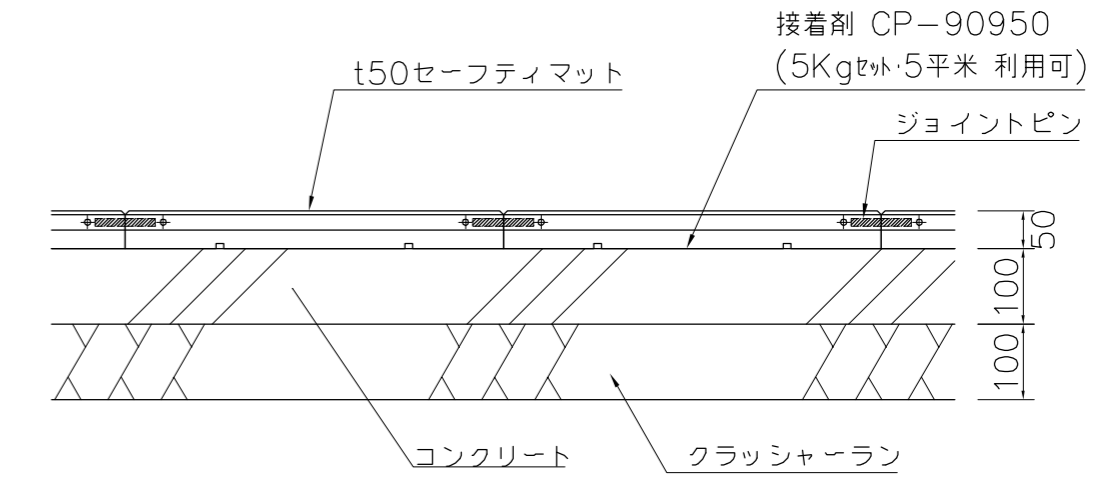 接着剤 CP-90950
(5Kgセット・5平米 利用可)
t50セーフティマット
ジョイントピン
50
100
100
コンクリート
クラッシャーラン